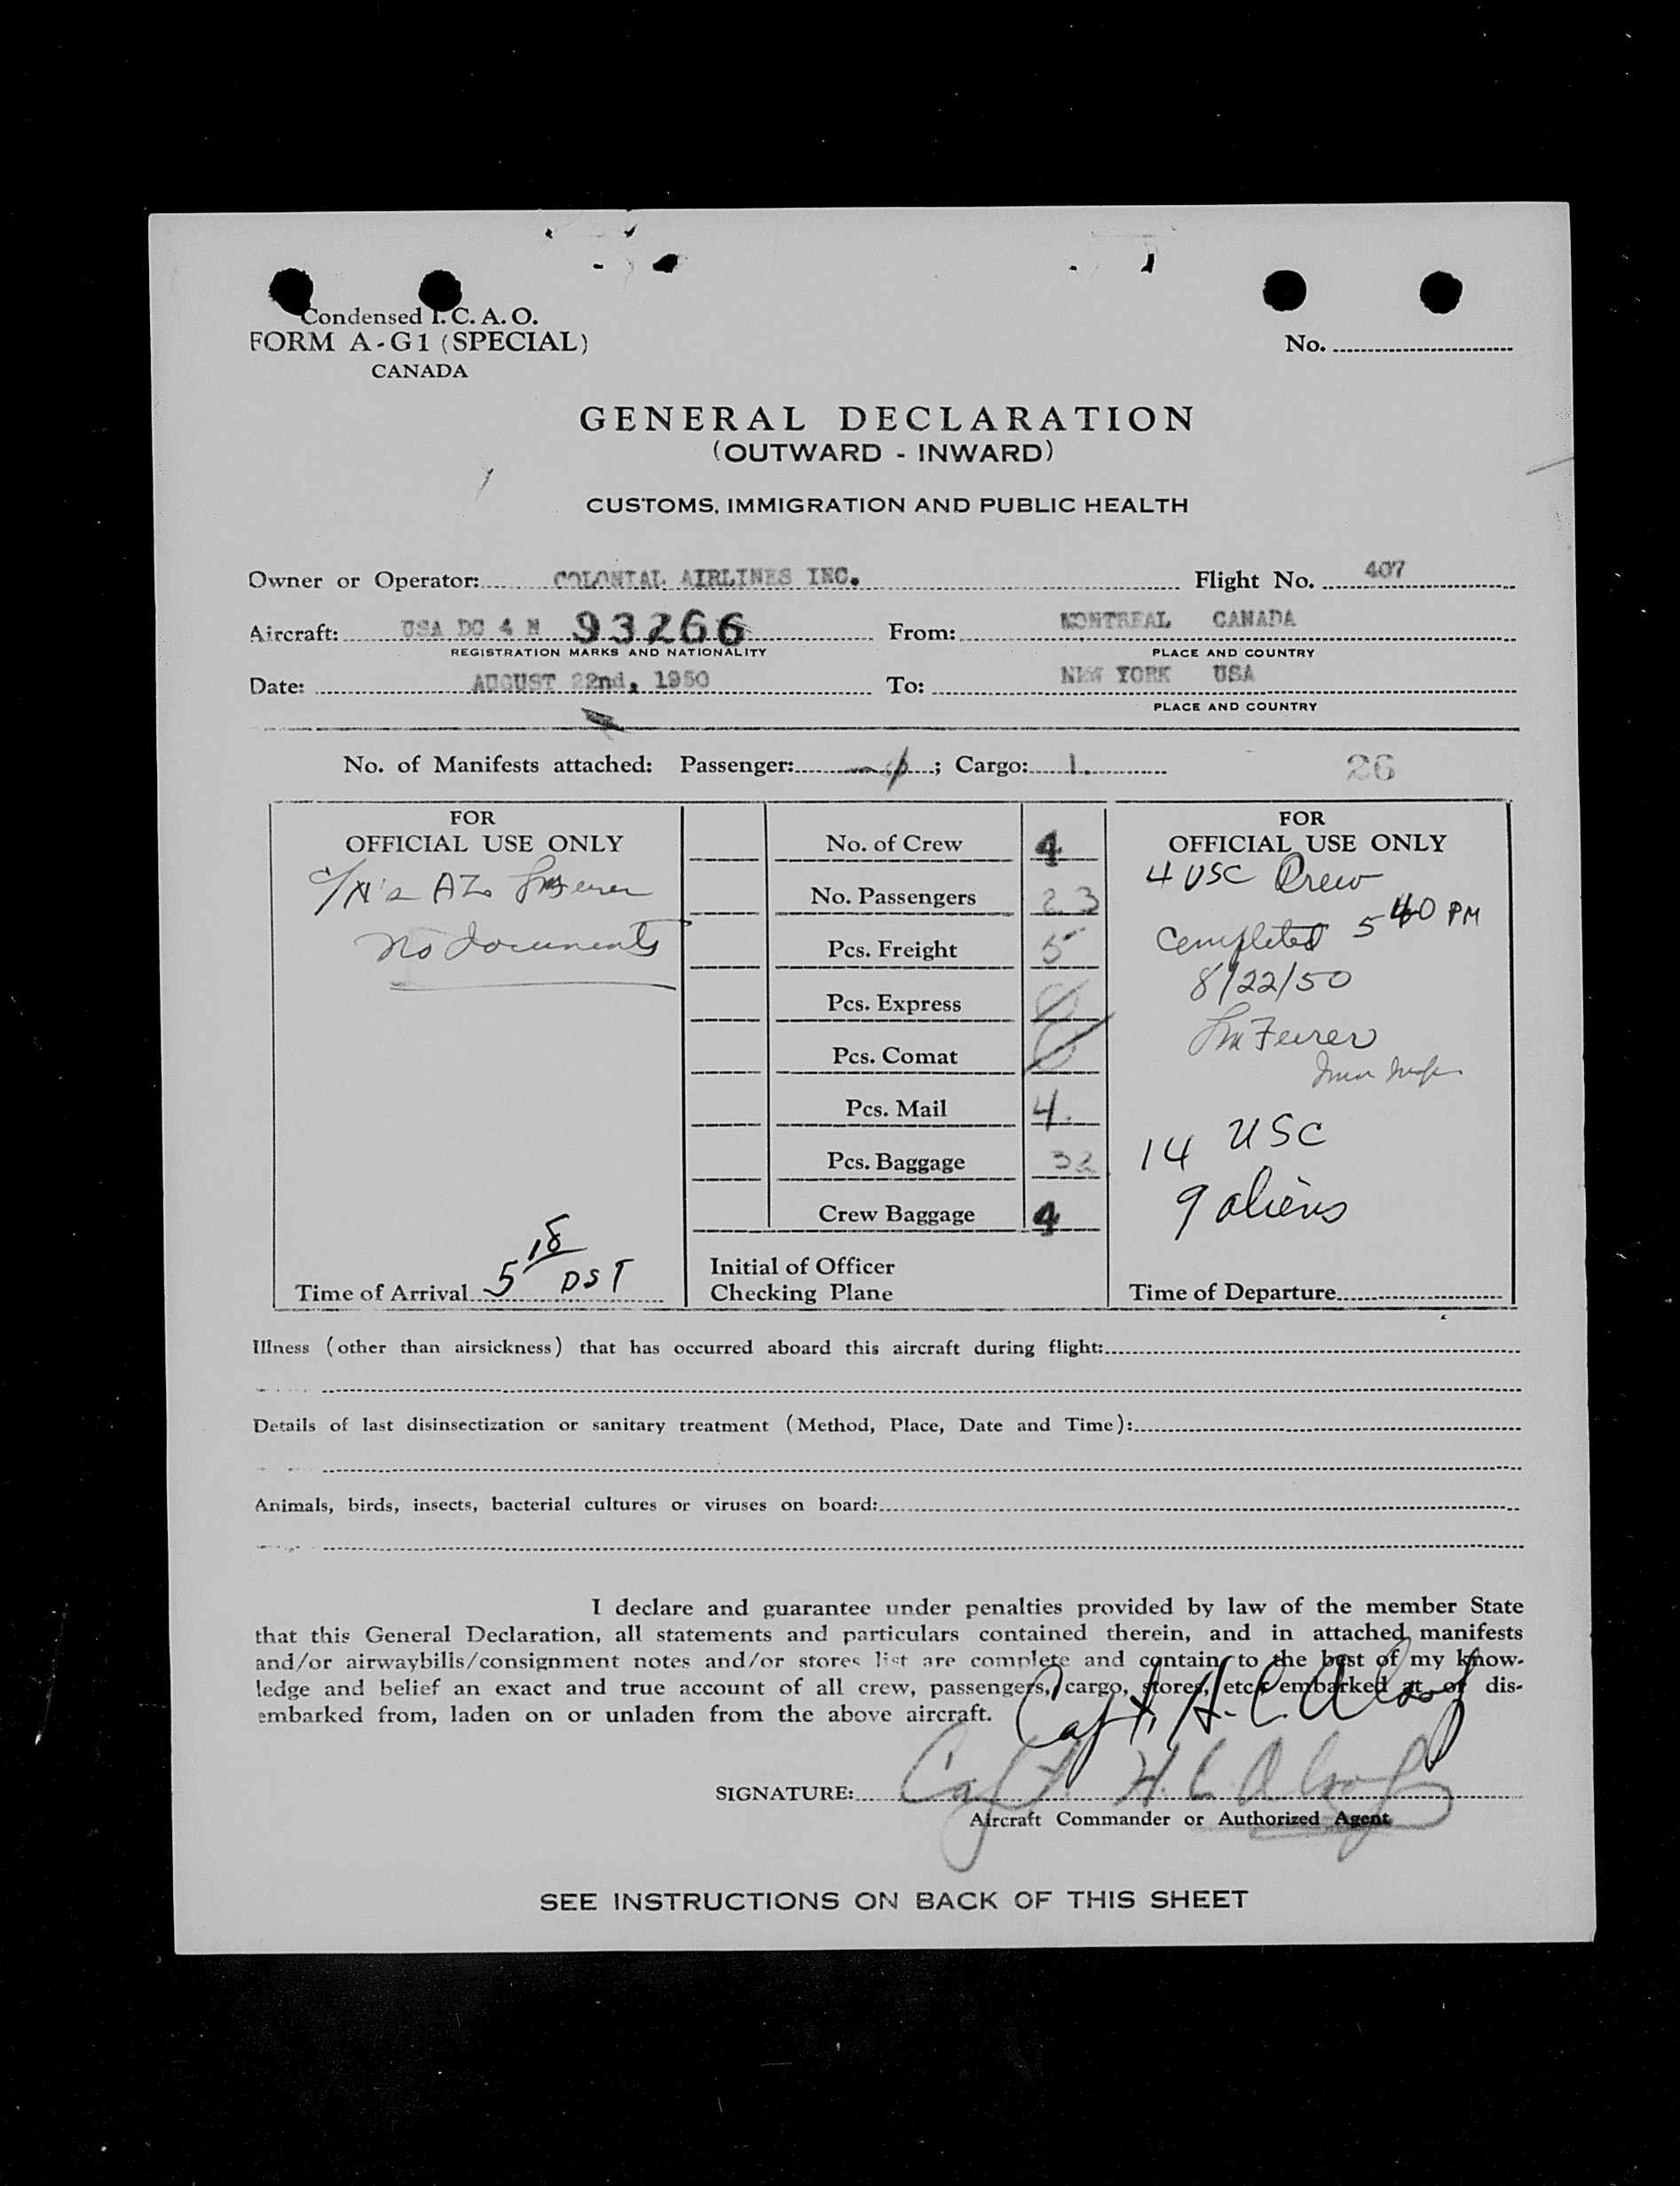 Condensed I. C. A. O.
FORM A-G1 (SPECIAL)
CANADA
No.
GENERAL DECLARATION
(OUTWARD - INWARD)
CUSTOMS, IMMIGRATION AND PUBLIC HEALTH
Owner or Operator: COLONIAL AIRLINES INC. Flight No. 407
Aircraft: USA DC 4 N 93266 From: MONTREAL CANADA
REGISTRATION MARKS AND NATIONALITY PLACE AND COUNTRY
Date: AUGUST 22nd, 1950 To: NEW YORK USA
PLACE AND COUNTRY
No. of Manifests attached: Passenger: ; Cargo: 1. 26
FOR
OFFICIAL USE ONLY
no documents
Time of Arrival 5 18 DST
No. of Crew 4
No. Passengers 23
Pcs. Freight 5
Pcs. Express
Pcs. Comat
Pcs. Mail 4.
Pcs. Baggage 32
Crew Baggage 4
Initial of Officer
Checking Plane
FOR
OFFICIAL USE ONLY
4 USC Crew
Completed 5 40 PM
8/22/50
Feurer
14 USC
9 aliens
Time of Departure
Illness (other than airsickness) that has occurred aboard this aircraft during flight:
Details of last disinsectization or sanitary treatment (Method, Place, Date and Time):
Animals, birds, insects, bacterial cultures or viruses on board:
I declare and guarantee under penalties provided by law of the member State
that this General Declaration, all statements and particulars contained therein, and in attached manifests
and/or airwaybills/consignment notes and/or stores list are complete and contain to the best of my know-
ledge and belief an exact and true account of all crew, passengers, cargo, stores, etc. embarked at or dis-
embarked from, laden on or unladen from the above aircraft.
Capt. H. C. Alsop
SIGNATURE: Capt H. C. Alsop
Aircraft Commander or Authorized Agent
SEE INSTRUCTIONS ON BACK OF THIS SHEET